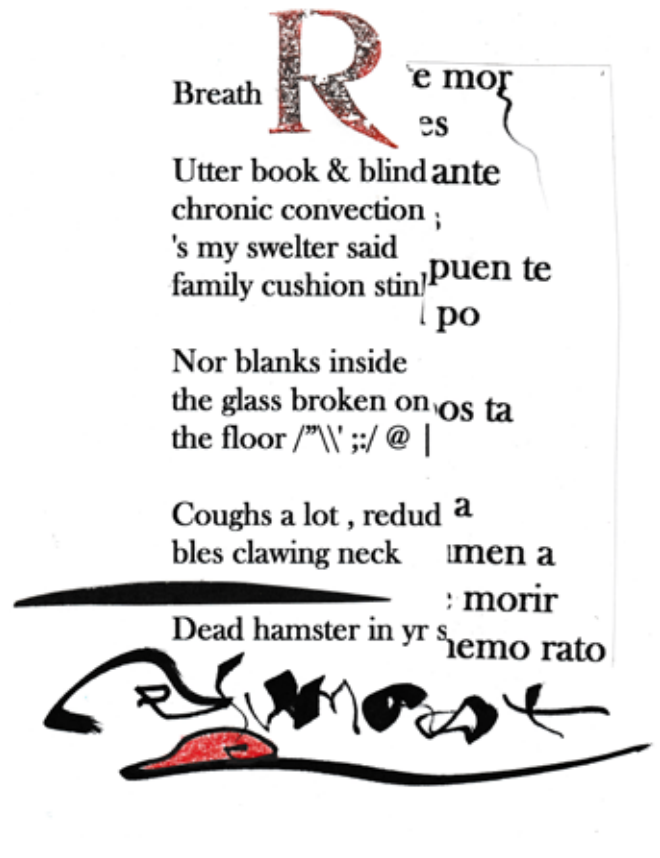 Breath R
e mor
es
Utter book & blind ante
chronic convection ;
's my swelter said
family cushion stin puen te
po
Nor blanks inside
the glass broken on os ta
the floor /”\\' ;:/ @ |
Coughs a lot , redud a
bles clawing neck men a
: morir
Dead hamster in yr s emo rato